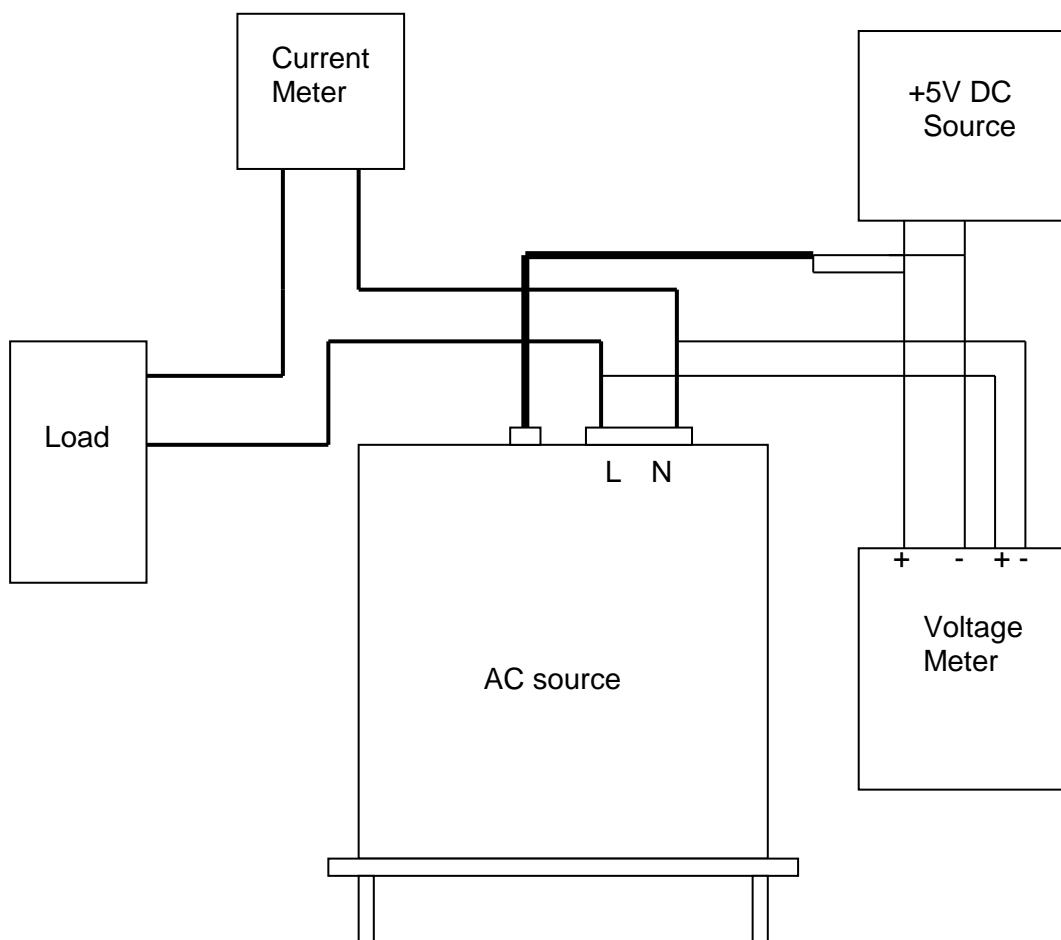 Current
Meter
+5V DC
Source
Load
L N
+ - + -
Voltage
Meter
AC source